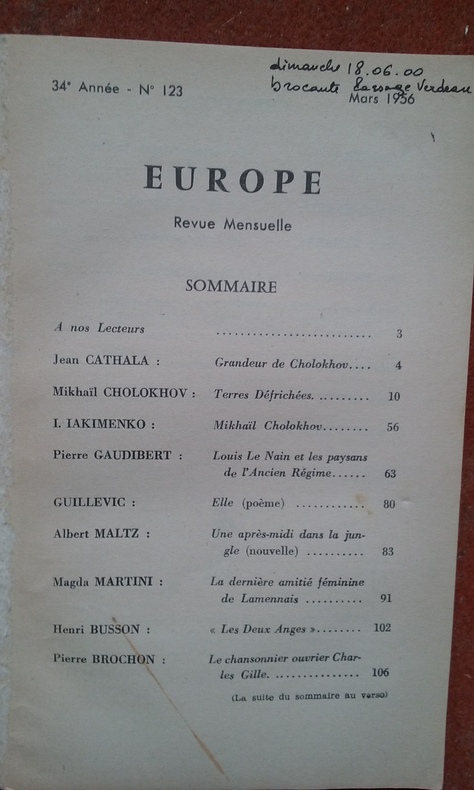 dimanche 18.06.00
brocante Passage Verdeau
34e Année - N° 123
Mars 1956
EUROPE
Revue Mensuelle
SOMMAIRE
A nos Lecteurs .......................... 3
Jean CATHALA : Grandeur de Cholokhov.... 4
Mikhaïl CHOLOKHOV : Terres Défrichées. ......... 10
I. IAKIMENKO : Mikhaïl Cholokhov........ 56
Pierre GAUDIBERT : Louis Le Nain et les paysans
de l'Ancien Régime...... 63
GUILLEVIC : Elle (poème) ............ 80
Albert MALTZ : Une après-midi dans la jun-
gle (nouvelle) .......... 83
Magda MARTINI : La dernière amitié féminine
de Lamennais .......... 91
Henri BUSSON : « Les Deux Anges »........ 102
Pierre BROCHON : Le chansonnier ouvrier Char-
les Gille. ............... 106
(La suite du sommaire au verso)